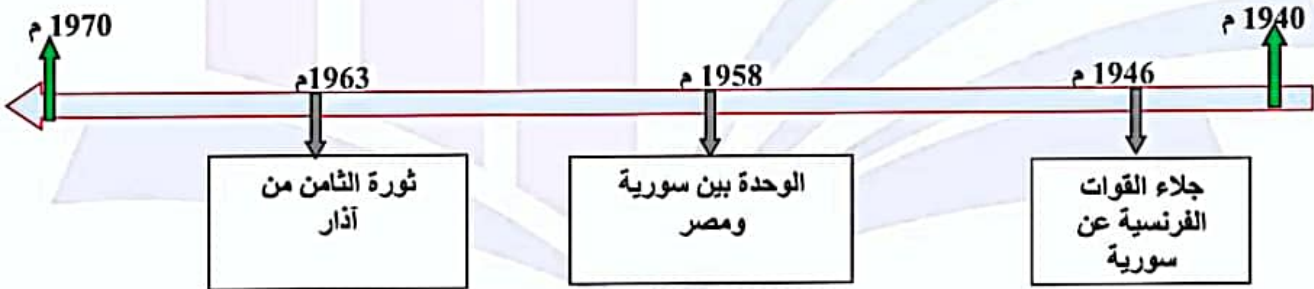 1940 م
1970 م
1946 م
1958 م
1963م
جلاء القوات
الفرنسية عن
سورية
الوحدة بين سورية
ومصر
ثورة الثامن من
آذار